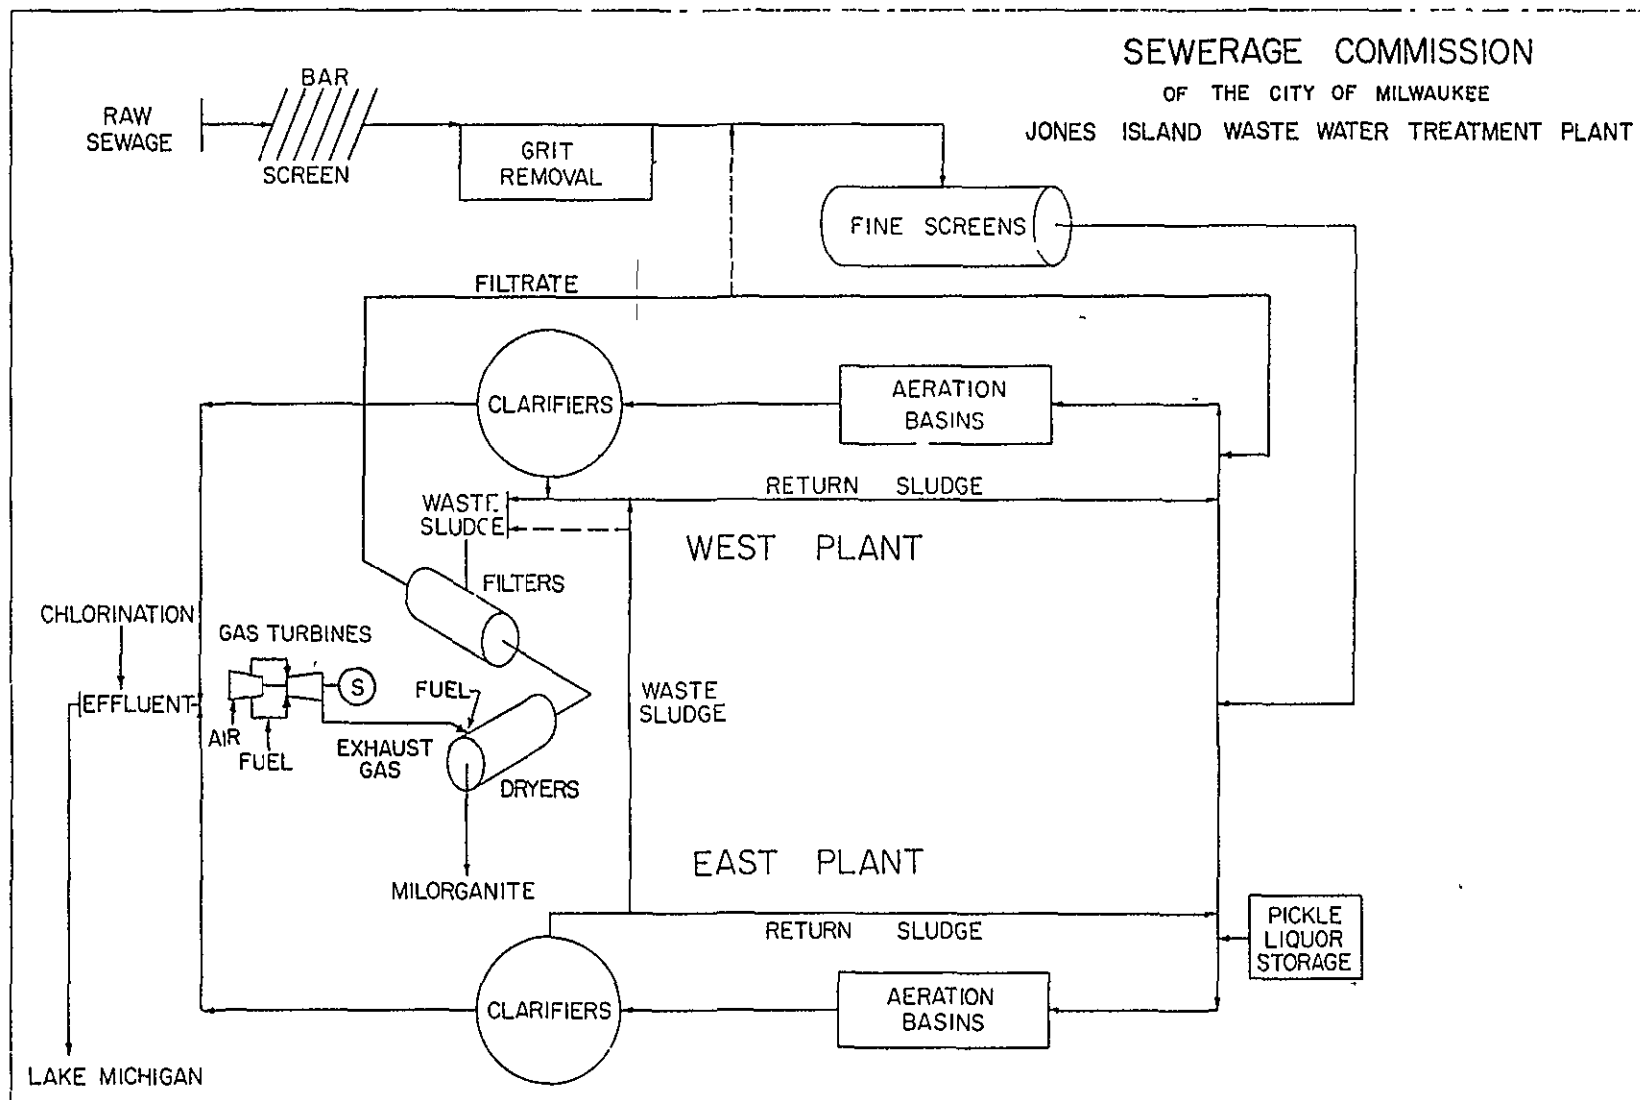 SEWERAGE COMMISSION
OF THE CITY OF MILWAUKEE
JONES ISLAND WASTE WATER TREATMENT PLANT
RAW
SEWAGE
BAR
SCREEN
GRIT
REMOVAL
FINE SCREENS
FILTRATE
CLARIFIERS
AERATION
BASINS
RETURN SLUDGE
WASTE
SLUDGE
WEST PLANT
FILTERS
CHLORINATION
GAS TURBINES
S
EFFLUENT
AIR
FUEL
EXHAUST
GAS
FUEL
DRYERS
WASTE
SLUDGE
MILORGANITE
EAST PLANT
RETURN SLUDGE
PICKLE
LIQUOR
STORAGE
CLARIFIERS
AERATION
BASINS
LAKE MICHIGAN